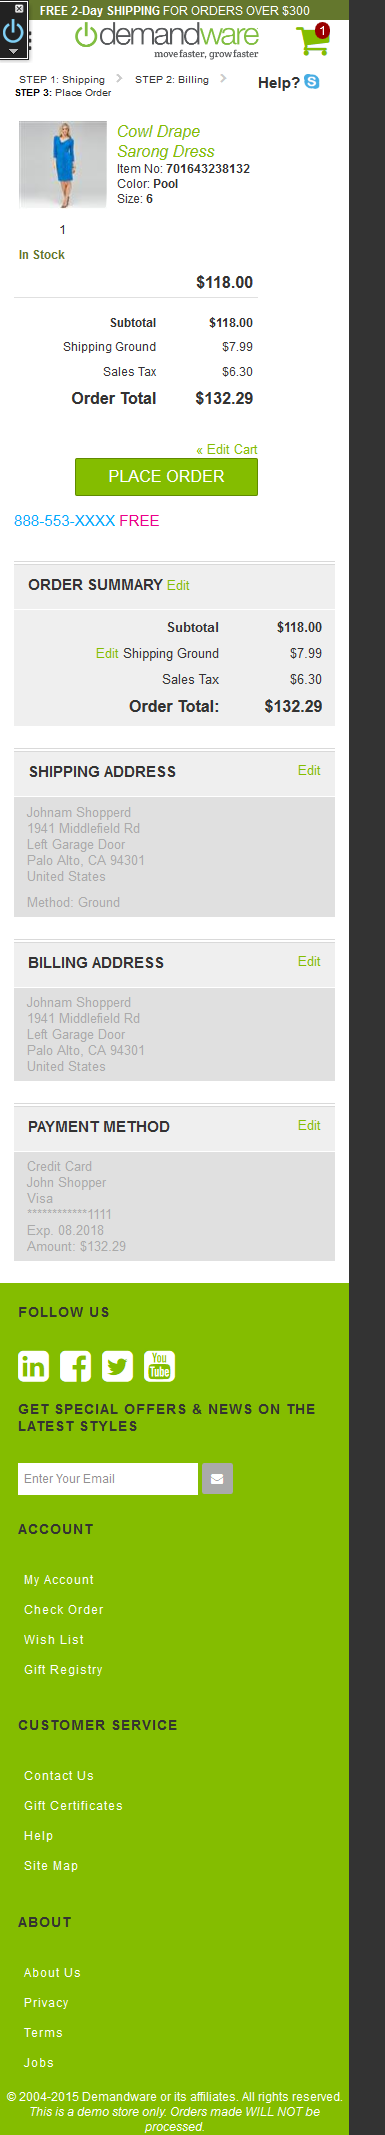 FREE 2-Day SHIPPING FOR ORDERS OVER $300
demandware
move faster, grow faster
1
STEP 1: Shipping
STEP 2: Billing
Help?
STEP 3: Place Order
Cowl Drape
Sarong Dress
Item No: 701643238132
Color: Pool
Size: 6
1
In Stock
$118.00
Subtotal $118.00
Shipping Ground $7.99
Sales Tax $6.30
Order Total $132.29
« Edit Cart
PLACE ORDER
888-553-XXXX FREE
ORDER SUMMARY Edit
Subtotal $118.00
Edit Shipping Ground $7.99
Sales Tax $6.30
Order Total: $132.29
SHIPPING ADDRESS Edit
Johnam Shopperd
1941 Middlefield Rd
Left Garage Door
Palo Alto, CA 94301
United States
Method: Ground
BILLING ADDRESS Edit
Johnam Shopperd
1941 Middlefield Rd
Left Garage Door
Palo Alto, CA 94301
United States
PAYMENT METHOD Edit
Credit Card
John Shopper
Visa
************1111
Exp. 08.2018
Amount: $132.29
FOLLOW US
in f You Tube
GET SPECIAL OFFERS & NEWS ON THE
LATEST STYLES
Enter Your Email
ACCOUNT
My Account
Check Order
Wish List
Gift Registry
CUSTOMER SERVICE
Contact Us
Gift Certificates
Help
Site Map
ABOUT
About Us
Privacy
Terms
Jobs
© 2004-2015 Demandware or its affiliates. All rights reserved.
This is a demo store only. Orders made WILL NOT be
processed.